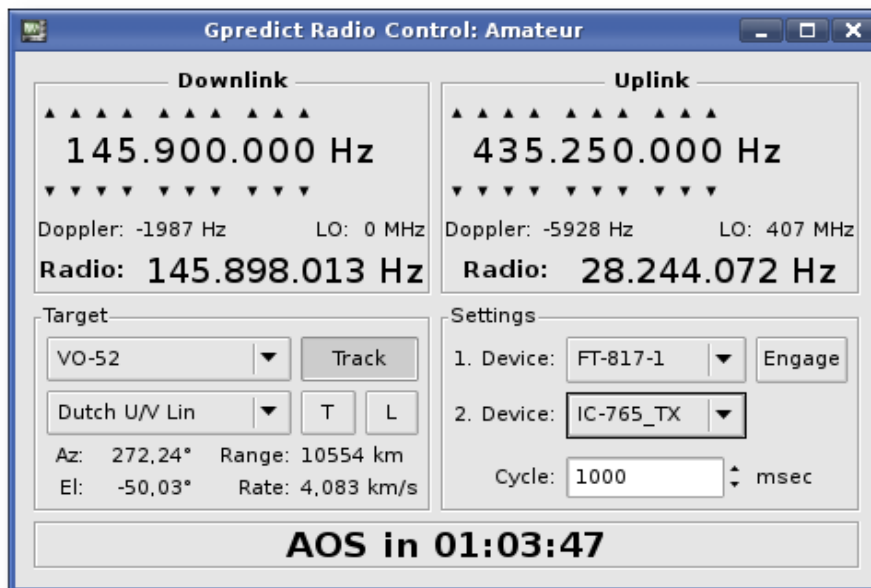 Gpredict Radio Control: Amateur
Downlink
145.900.000 Hz
Doppler: -1987 Hz LO: 0 MHz
Radio: 145.898.013 Hz
Uplink
435.250.000 Hz
Doppler: -5928 Hz LO: 407 MHz
Radio: 28.244.072 Hz
Target
VO-52 Track
Dutch U/V Lin T L
Az: 272,24° Range: 10554 km
El: -50,03° Rate: 4,083 km/s
Settings
1. Device: FT-817-1 Engage
2. Device: IC-765_TX
Cycle: 1000 msec
AOS in 01:03:47